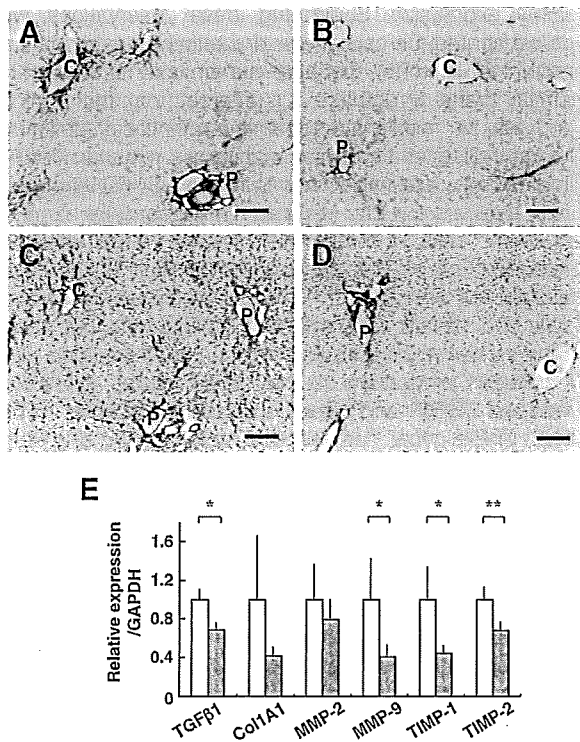 A
C
P
B
C
P
C
C
P
P
D
P
C
E
* * * **
Relative expression
/GAPDH
1.6
1.2
0.8
0.4
0
TGFβ1 Col1A1 MMP-2 MMP-9 TIMP-1 TIMP-2